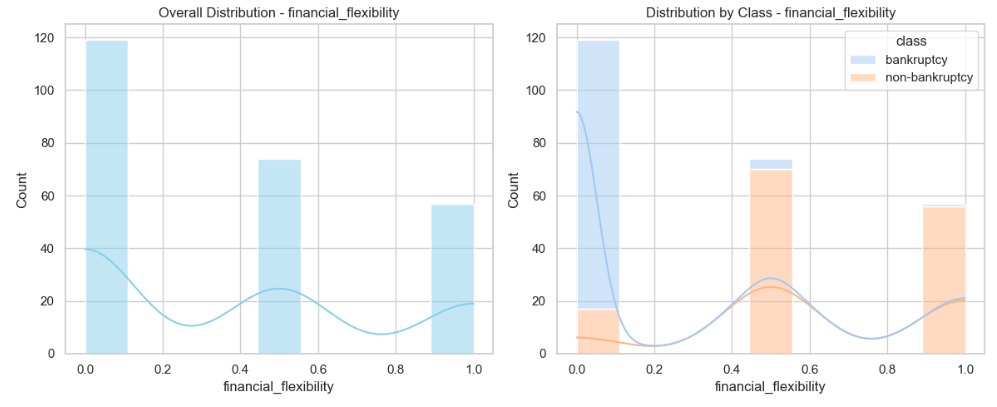 Overall Distribution - financial_flexibility
Count
120
100
80
60
40
20
0
0.0 0.2 0.4 0.6 0.8 1.0
financial_flexibility
Distribution by Class - financial_flexibility
class
bankruptcy
non-bankruptcy
Count
120
100
80
60
40
20
0
0.0 0.2 0.4 0.6 0.8 1.0
financial_flexibility